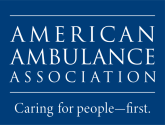 AMERICAN
AMBULANCE
ASSOCIATION
Caring for people—first.